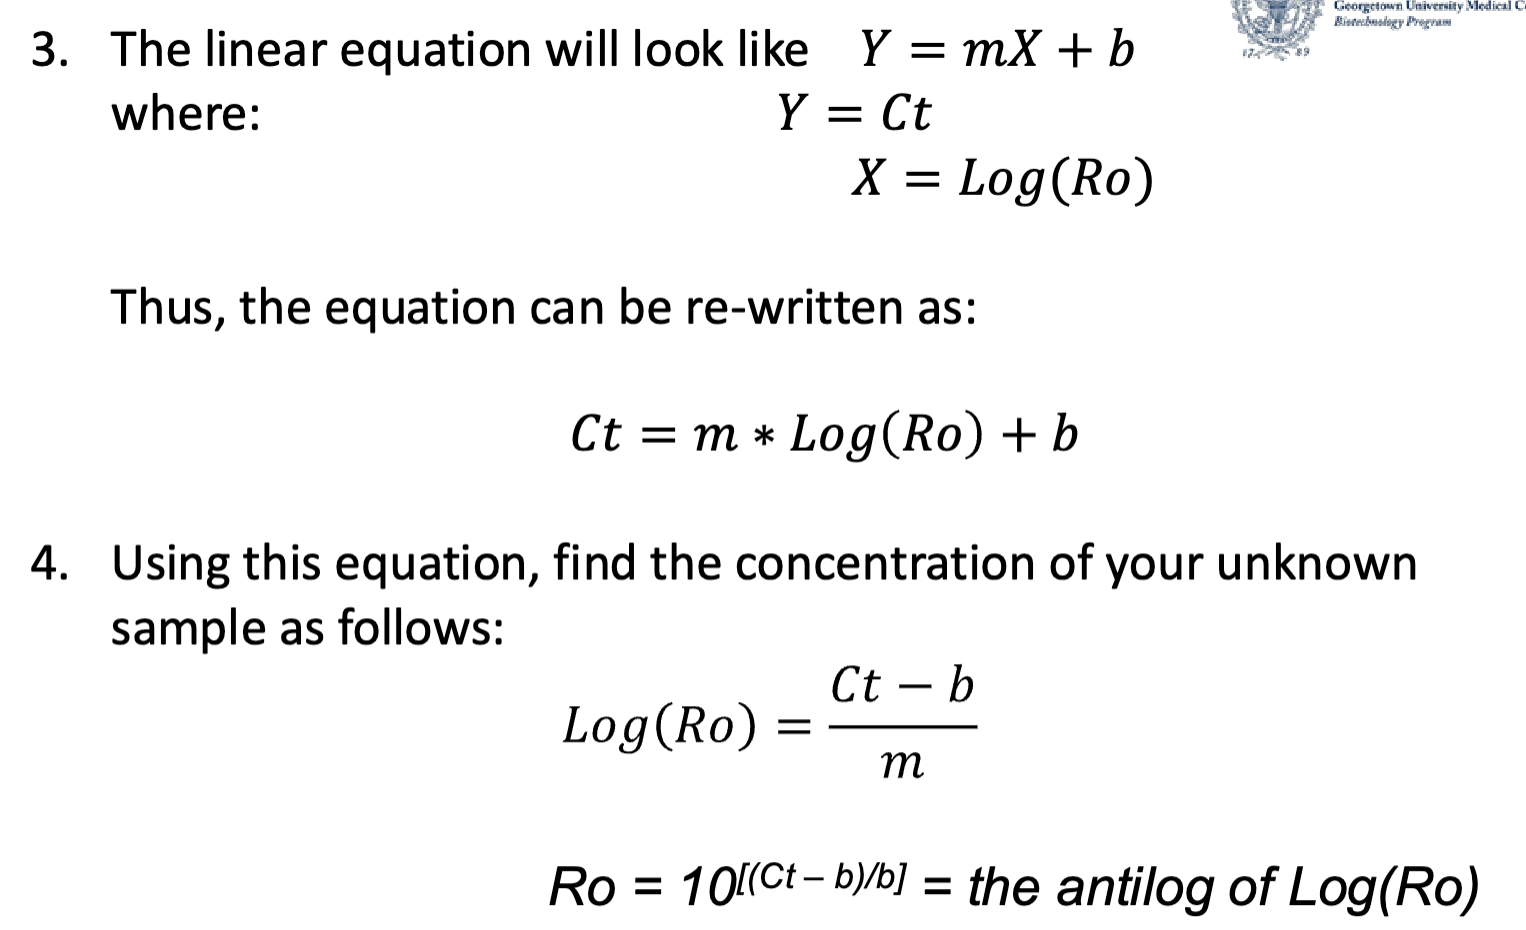 Georgetown University Medical C
Biotechnology Program
17 89
3. The linear equation will look like Y = mX + b
where: Y = Ct
X = Log(Ro)
Thus, the equation can be re-written as:
Ct = m * Log(Ro) + b
4. Using this equation, find the concentration of your unknown
sample as follows:
Log(Ro) = (Ct − b) / m
Ro = 10^[(Ct – b)/b] = the antilog of Log(Ro)